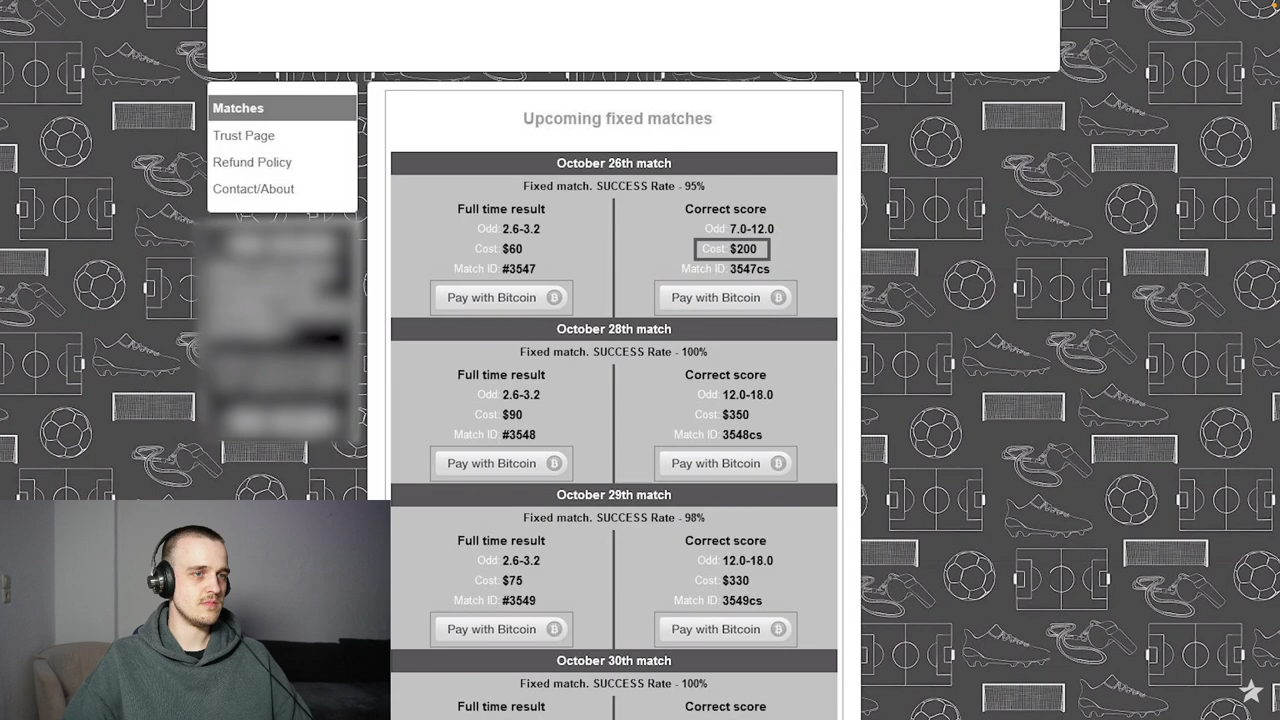 Matches
Trust Page
Refund Policy
Contact/About
Upcoming fixed matches
October 26th match
Fixed match. SUCCESS Rate - 95%
Full time result
Odd: 2.6-3.2
Cost: $60
Match ID: #3547
Pay with Bitcoin
Correct score
Odd: 7.0-12.0
Cost: $200
Match ID: 3547cs
Pay with Bitcoin
October 28th match
Fixed match. SUCCESS Rate - 100%
Full time result
Odd: 2.6-3.2
Cost: $90
Match ID: #3548
Pay with Bitcoin
Correct score
Odd: 12.0-18.0
Cost: $350
Match ID: 3548cs
Pay with Bitcoin
October 29th match
Fixed match. SUCCESS Rate - 98%
Full time result
Odd: 2.6-3.2
Cost: $75
Match ID: #3549
Pay with Bitcoin
Correct score
Odd: 12.0-18.0
Cost: $330
Match ID: 3549cs
Pay with Bitcoin
October 30th match
Fixed match. SUCCESS Rate - 100%
Full time result
Correct score